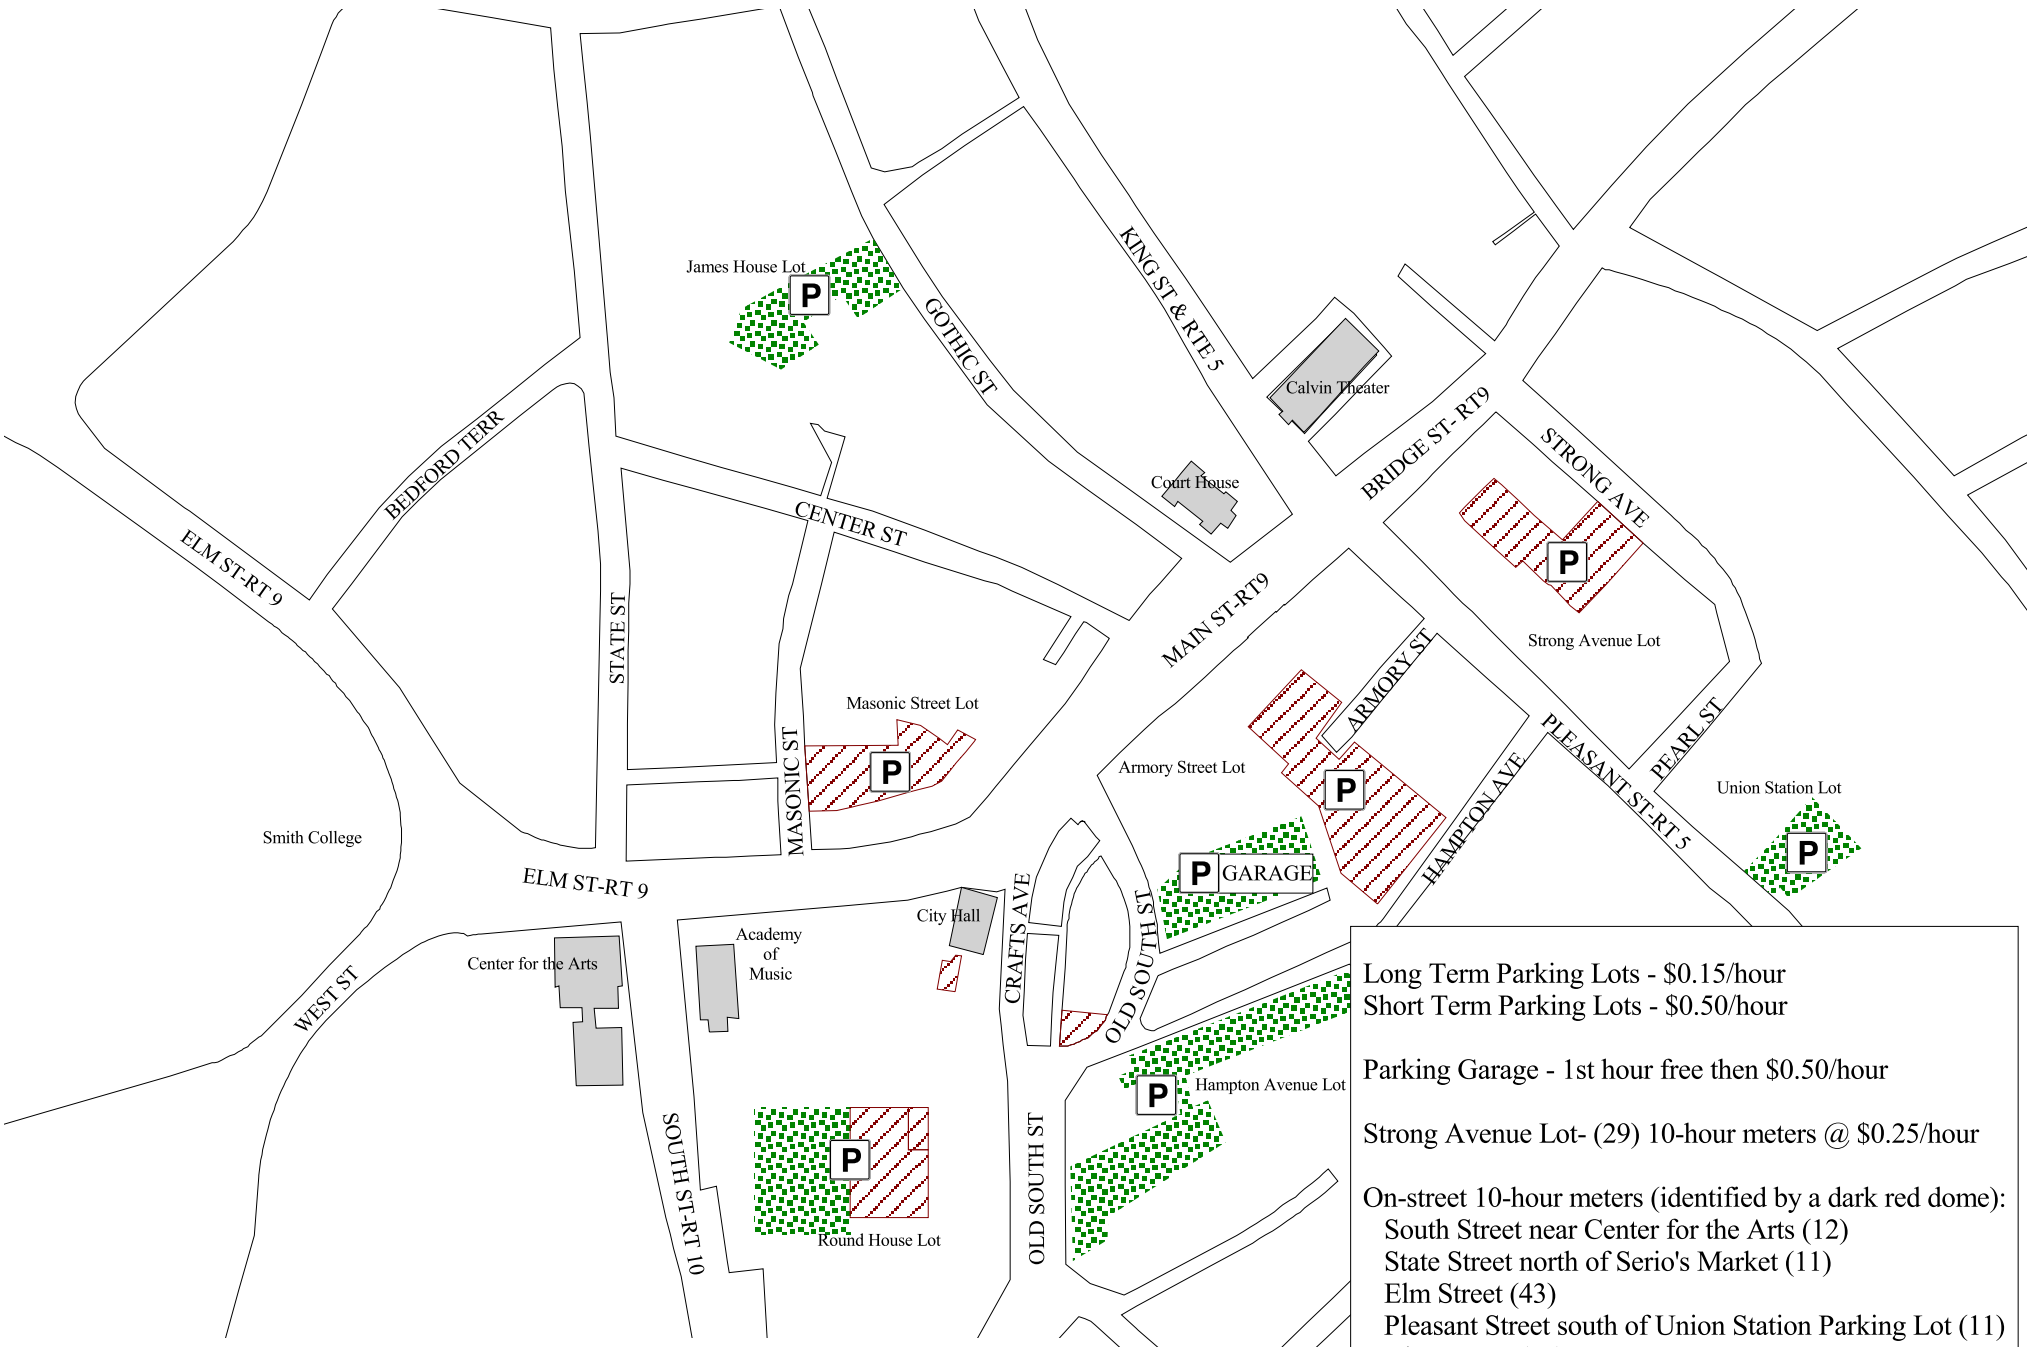 James House Lot
P
GOTHIC ST
KING ST & RTE 5
Calvin Theater
BEDFORD TERR
BRIDGE ST- RT9
STRONG AVE
Court House
CENTER ST
ELM ST-RT 9
P
MAIN ST-RT9
STATE ST
Strong Avenue Lot
ARMORY ST
Masonic Street Lot
P
MASONIC ST
Armory Street Lot
P
PLEASANT ST-RT 5
PEARL ST
HAMPTON AVE
Union Station Lot
P
Smith College
ELM ST-RT 9
P GARAGE
City Hall
CRAFTS AVE
OLD SOUTH ST
Academy
of
Music
Center for the Arts
WEST ST
Hampton Avenue Lot
P
P
Round House Lot
SOUTH ST-RT 10
OLD SOUTH ST
Long Term Parking Lots - $0.15/hour
Short Term Parking Lots - $0.50/hour
Parking Garage - 1st hour free then $0.50/hour
Strong Avenue Lot- (29) 10-hour meters @ $0.25/hour
On-street 10-hour meters (identified by a dark red dome):
South Street near Center for the Arts (12)
State Street north of Serio's Market (11)
Elm Street (43)
Pleasant Street south of Union Station Parking Lot (11)